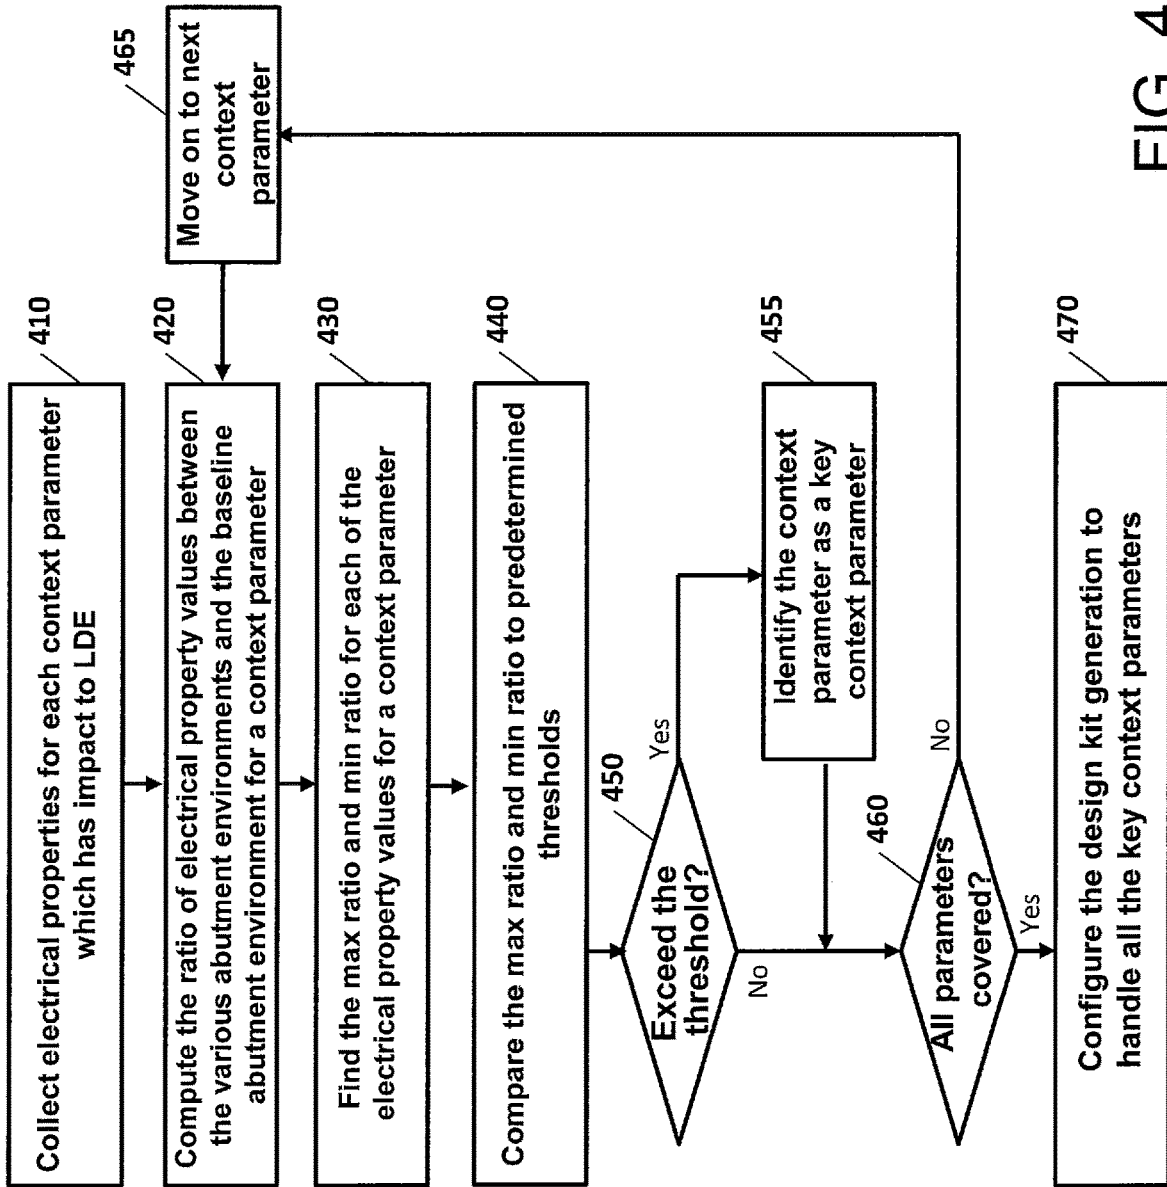 410
Collect electrical properties for each context parameter
which has impact to LDE
465
Move on to next
context
parameter
420
Compute the ratio of electrical property values between
the various abutment environments and the baseline
abutment environment for a context parameter
430
Find the max ratio and min ratio for each of the
electrical property values for a context parameter
440
Compare the max ratio and min ratio to predetermined
thresholds
450
Exceed the
threshold?
Yes
No
455
Identify the context
parameter as a key
context parameter
460
All parameters
covered?
No
Yes
470
Configure the design kit generation to
handle all the key context parameters
FIG. 4